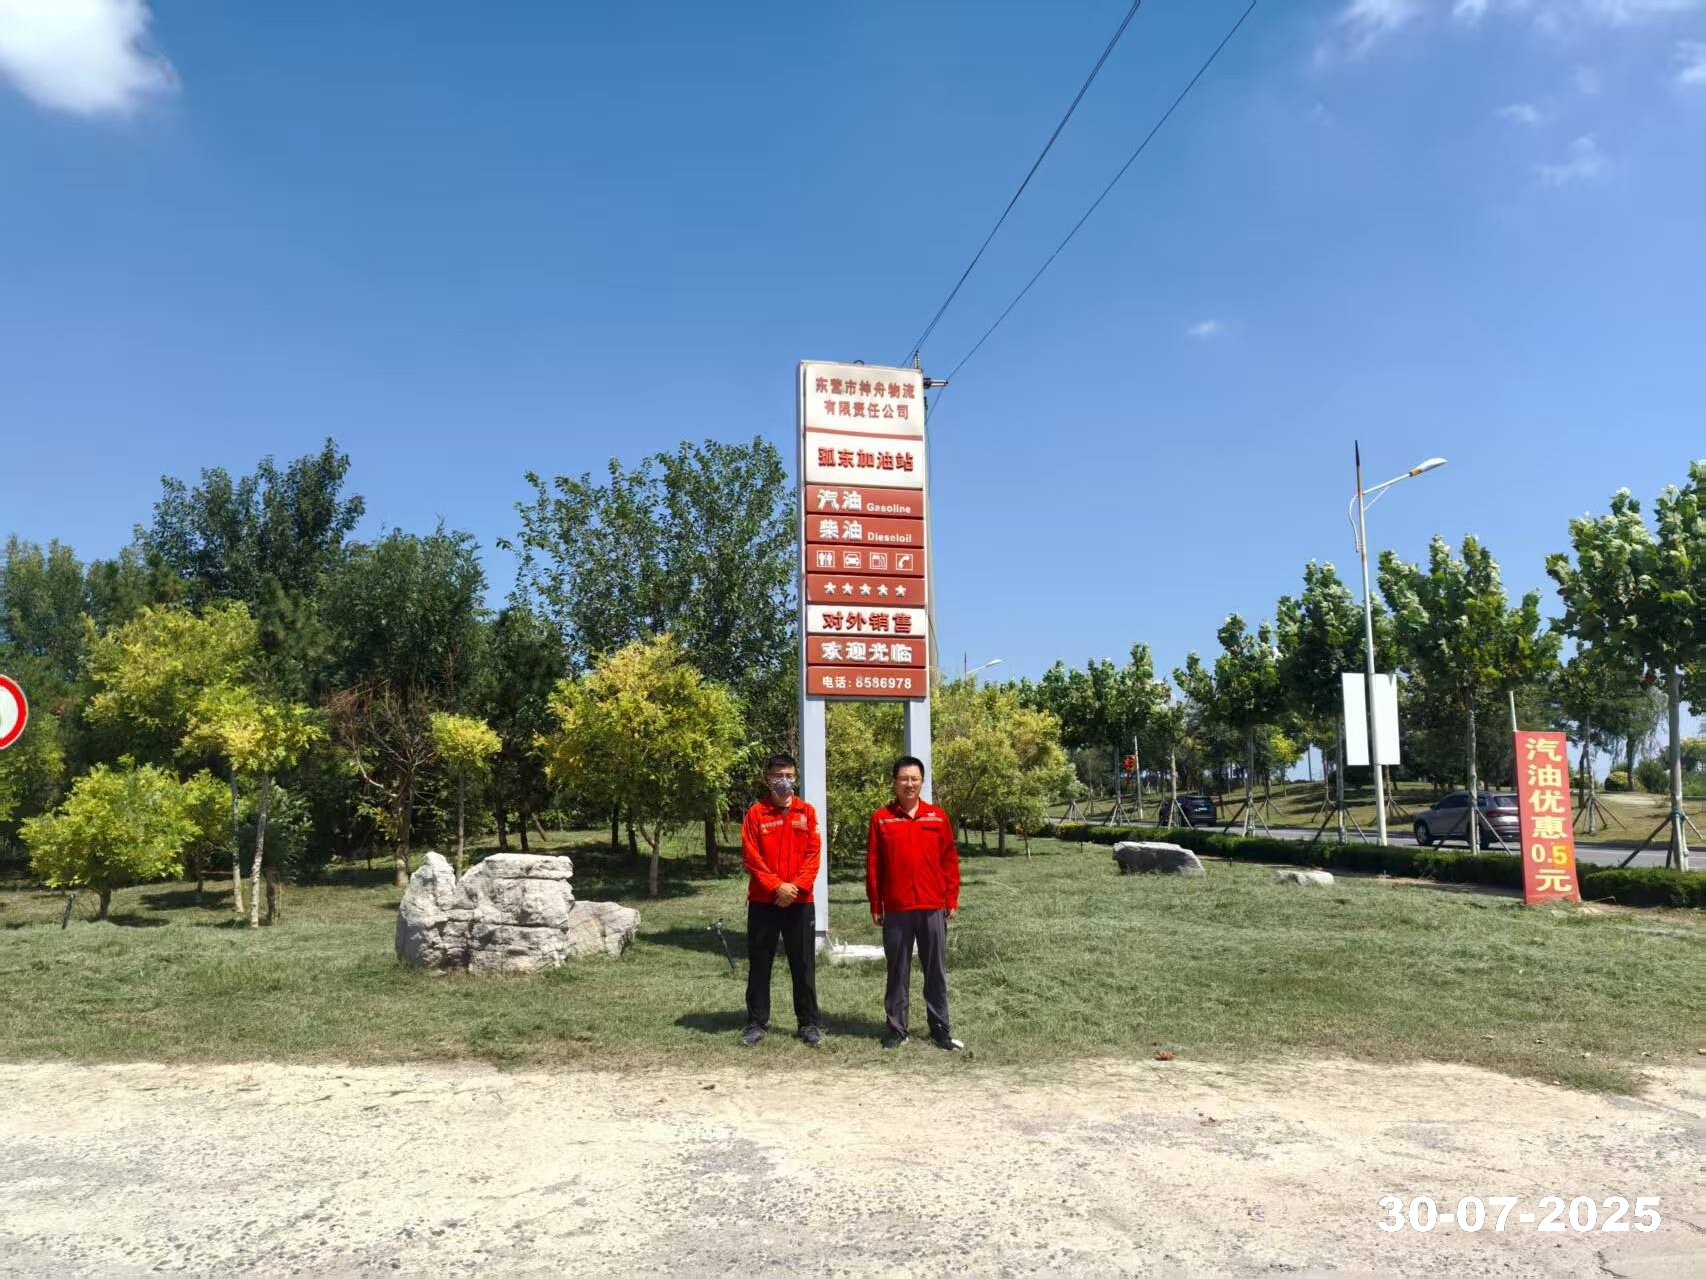 东营市神舟物流
有限责任公司
孤东加油站
汽油 Gasoline
柴油 Dieseloil
对外销售
欢迎光临
电话：8586978
汽油优惠0.5元
30-07-2025